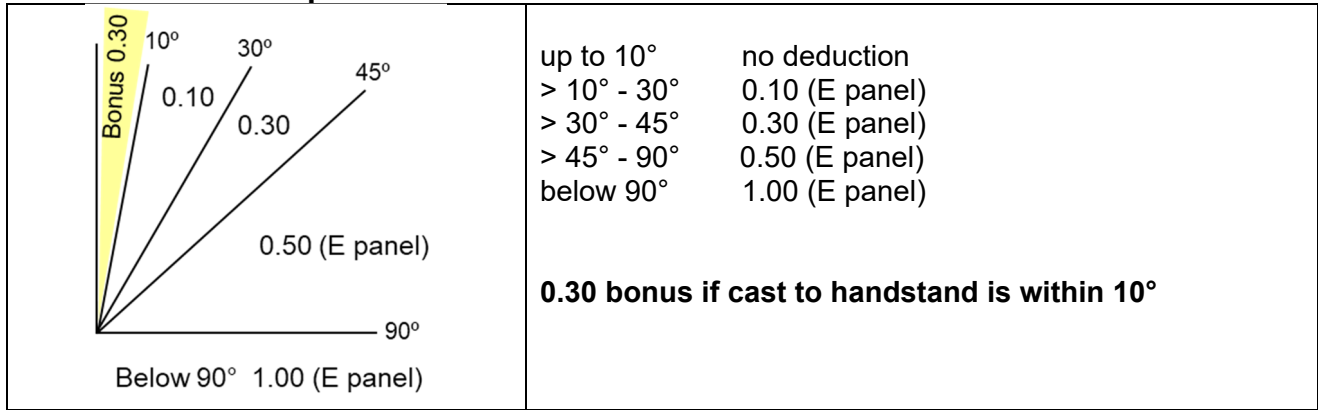 Bonus 0.30
10º
30º
45º
0.10
0.30
0.50 (E panel)
90º
Below 90° 1.00 (E panel)
up to 10° no deduction
> 10° - 30° 0.10 (E panel)
> 30° - 45° 0.30 (E panel)
> 45° - 90° 0.50 (E panel)
below 90° 1.00 (E panel)
0.30 bonus if cast to handstand is within 10°